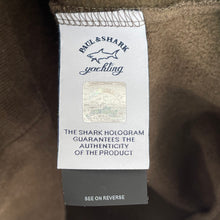 PAUL & SHARK
yachting
THE SHARK HOLOGRAM
GUARANTEES THE
AUTHENTICITY
OF THE PRODUCT
SEE ON REVERSE